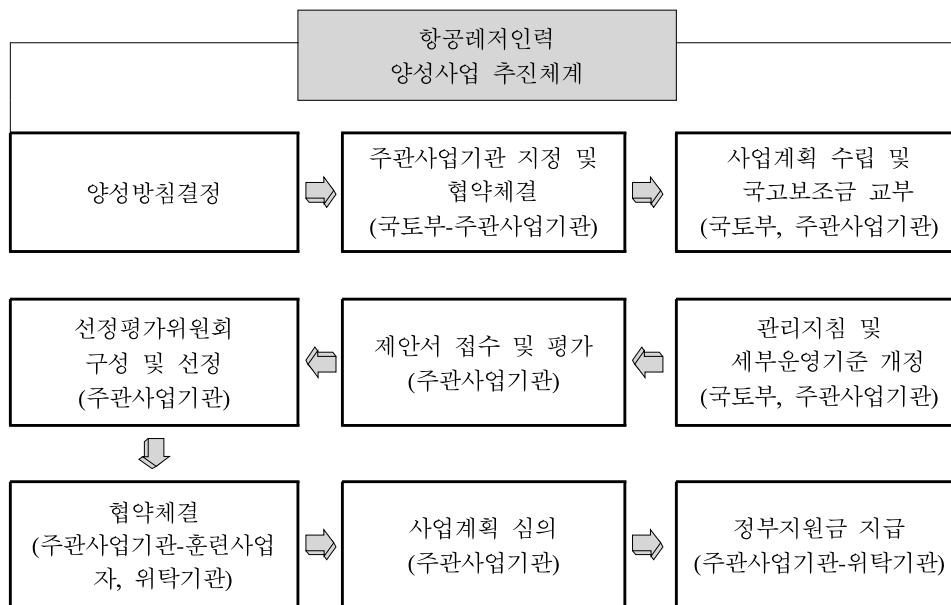 항공레저인력
양성사업 추진체계
양성방침결정
주관사업기관 지정 및
협약체결
(국토부-주관사업기관)
사업계획 수립 및
국고보조금 교부
(국토부, 주관사업기관)
선정평가위원회
구성 및 선정
(주관사업기관)
제안서 접수 및 평가
(주관사업기관)
관리지침 및
세부운영기준 개정
(국토부, 주관사업기관)
협약체결
(주관사업기관-훈련사업
자, 위탁기관)
사업계획 심의
(주관사업기관)
정부지원금 지급
(주관사업기관-위탁기관)